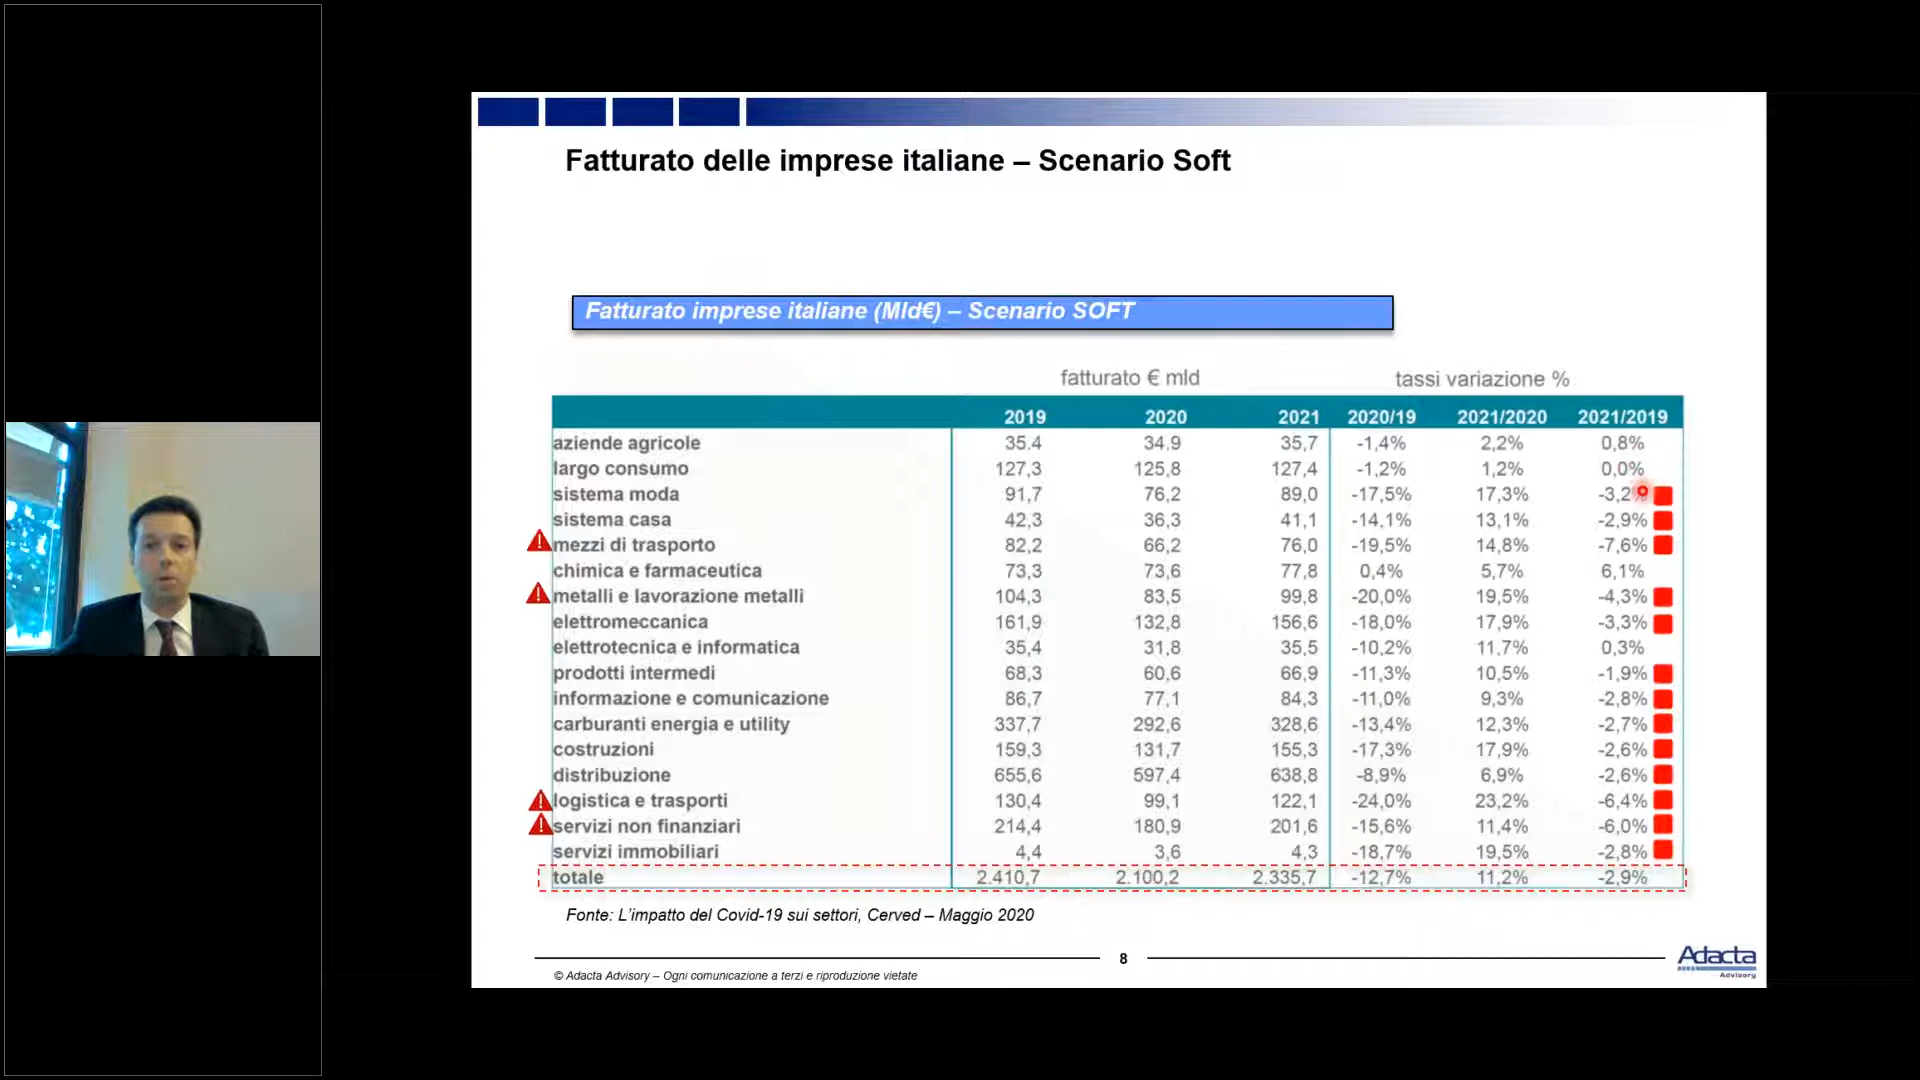 Fatturato delle imprese italiane – Scenario Soft
Fatturato imprese italiane (Mld€) – Scenario SOFT
fatturato € mld tassi variazione %
2019 2020 2021 2020/19 2021/2020 2021/2019
aziende agricole 35.4 34.9 35,7 -1,4% 2,2% 0,8%
largo consumo 127,3 125,8 127,4 -1,2% 1,2% 0,0%
sistema moda 91,7 76,2 89,0 -17,5% 17,3% -3,2%
sistema casa 42,3 36,3 41,1 -14,1% 13,1% -2,9%
mezzi di trasporto 82,2 66,2 76,0 -19,5% 14,8% -7,6%
chimica e farmaceutica 73,3 73,6 77,8 0,4% 5,7% 6,1%
metalli e lavorazione metalli 104,3 83,5 99,8 -20,0% 19,5% -4,3%
elettromeccanica 161,9 132,8 156,6 -18,0% 17,9% -3,3%
elettrotecnica e informatica 35,4 31,8 35,5 -10,2% 11,7% 0,3%
prodotti intermedi 68,3 60,6 66,9 -11,3% 10,5% -1,9%
informazione e comunicazione 86,7 77,1 84,3 -11,0% 9,3% -2,8%
carburanti energia e utility 337,7 292,6 328,6 -13,4% 12,3% -2,7%
costruzioni 159,3 131,7 155,3 -17,3% 17,9% -2,6%
distribuzione 655,6 597,4 638,8 -8,9% 6,9% -2,6%
logistica e trasporti 130,4 99,1 122,1 -24,0% 23,2% -6,4%
servizi non finanziari 214,4 180,9 201,6 -15,6% 11,4% -6,0%
servizi immobiliari 4,4 3,6 4,3 -18,7% 19,5% -2,8%
totale 2.410,7 2.100,2 2.335,7 -12,7% 11,2% -2,9%
Fonte: L'impatto del Covid-19 sui settori, Cerved – Maggio 2020
8
© Adacta Advisory – Ogni comunicazione a terzi e riproduzione vietate
Adacta
Advisory